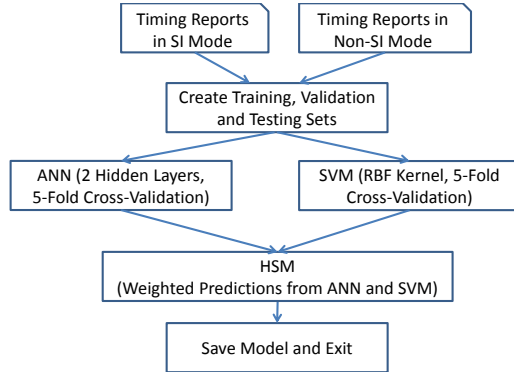 Timing Reports
in SI Mode
Timing Reports in
Non-SI Mode
Create Training, Validation
and Testing Sets
ANN (2 Hidden Layers,
5-Fold Cross-Validation)
SVM (RBF Kernel, 5-Fold
Cross-Validation)
HSM
(Weighted Predictions from ANN and SVM)
Save Model and Exit